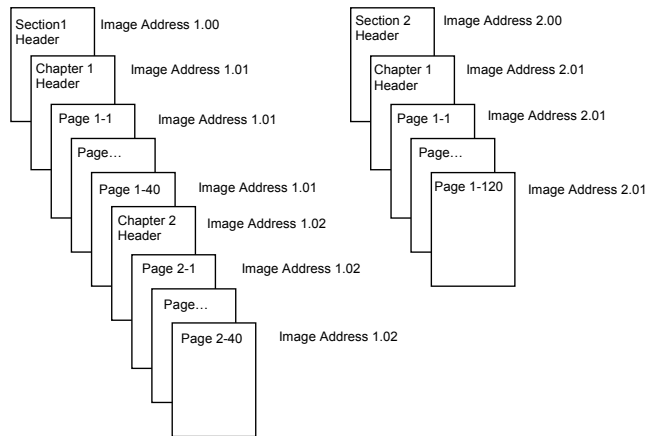 Section1
Header
Image Address 1.00
Chapter 1
Header
Image Address 1.01
Page 1-1
Image Address 1.01
Page…
Page 1-40
Image Address 1.01
Chapter 2
Header
Image Address 1.02
Page 2-1
Image Address 1.02
Page…
Page 2-40
Image Address 1.02
Section 2
Header
Image Address 2.00
Chapter 1
Header
Image Address 2.01
Page 1-1
Image Address 2.01
Page…
Page 1-120
Image Address 2.01